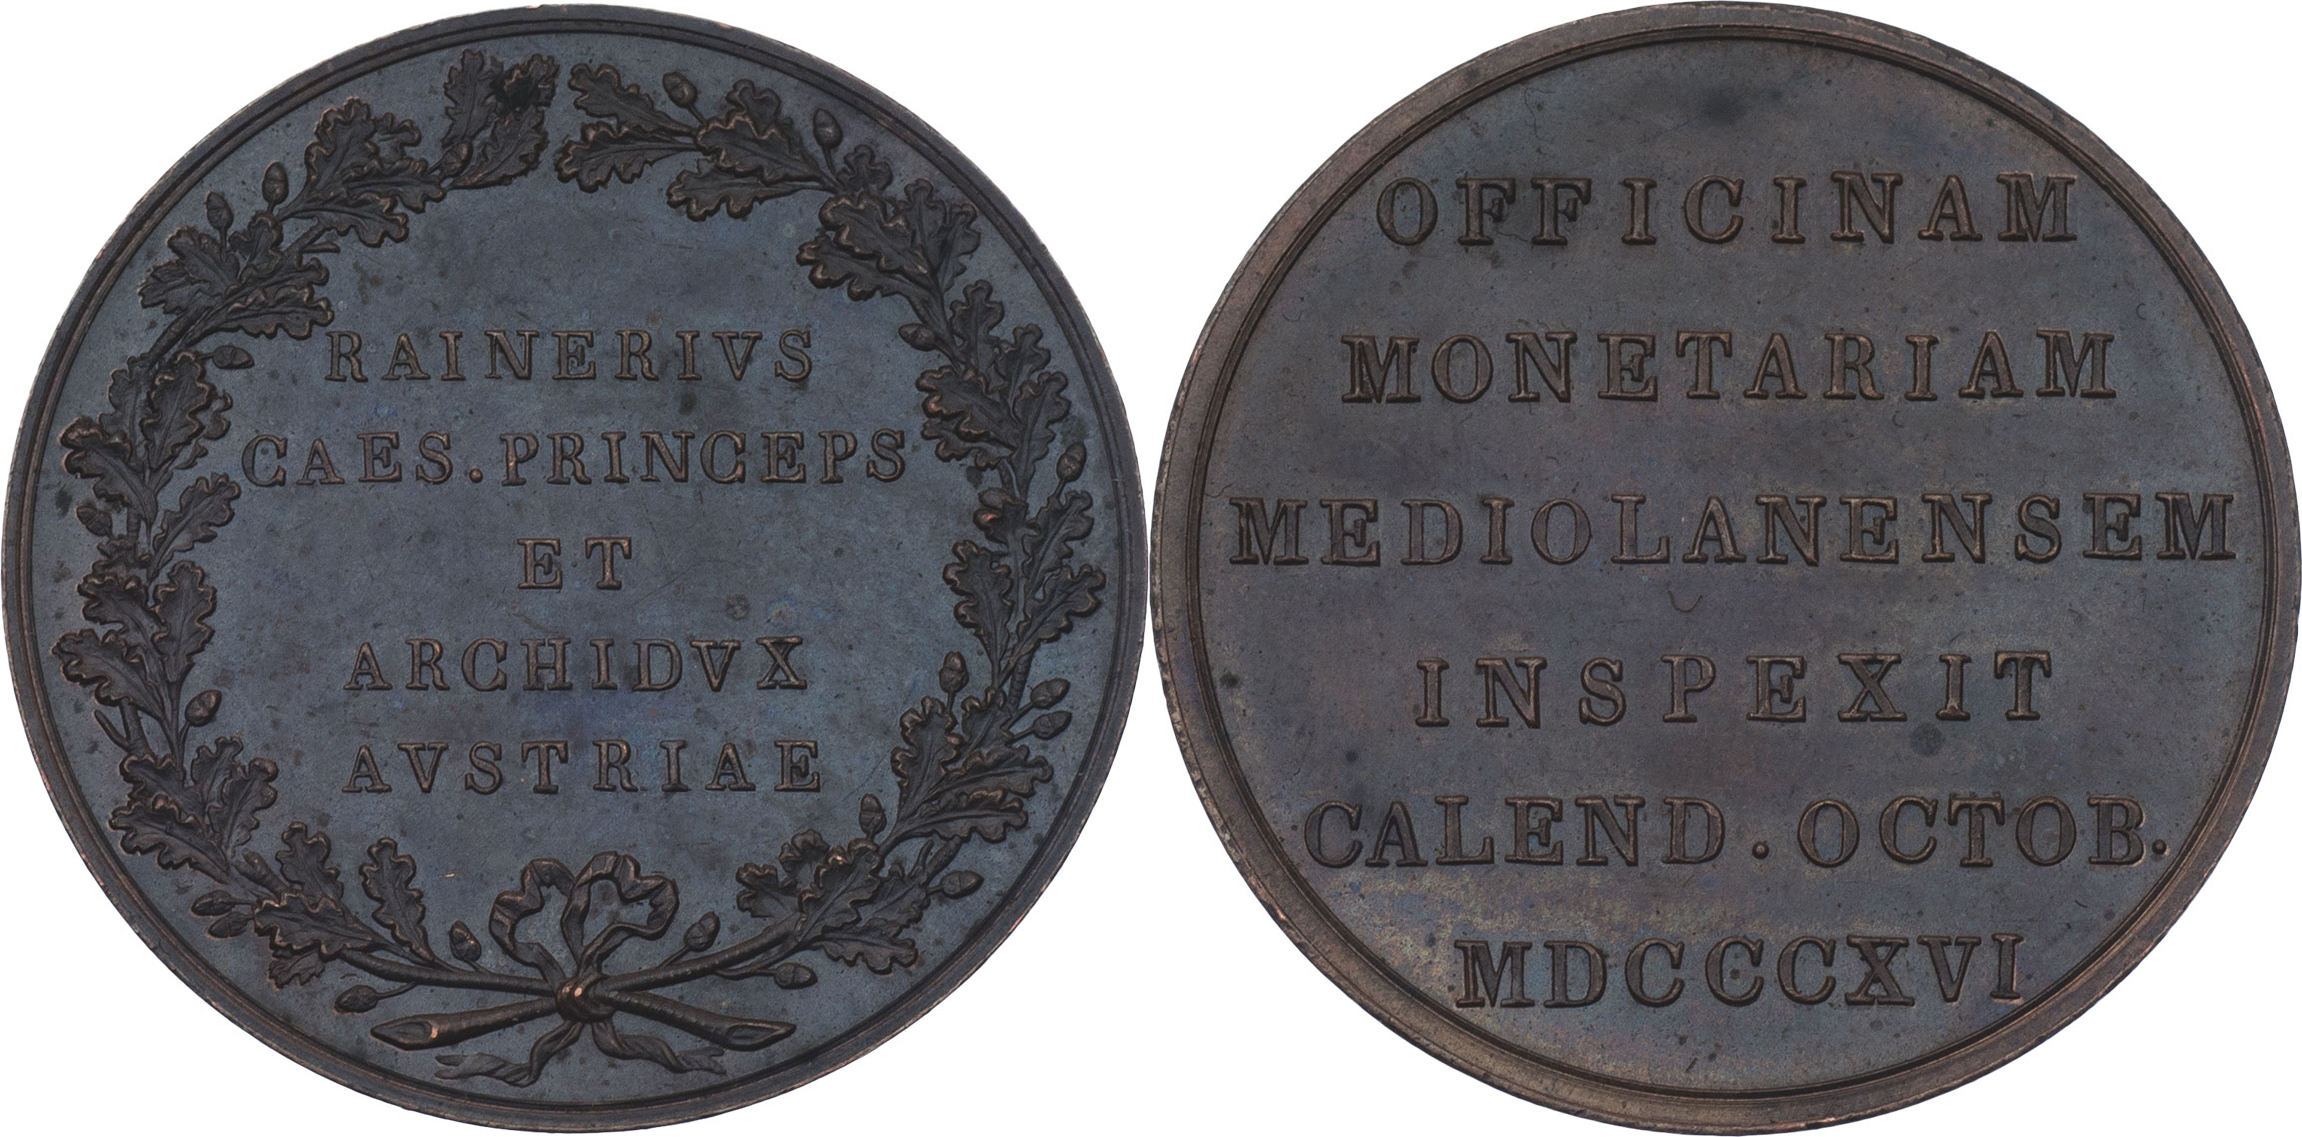 RAINERIVS
CAES. PRINCEPS
ET
ARCHIDVX
AVSTRIAE
OFFICINAM
MONETARIAM
MEDIOLANENSEM
INSPEXIT
CALEND. OCTOB.
MDCCCXVI